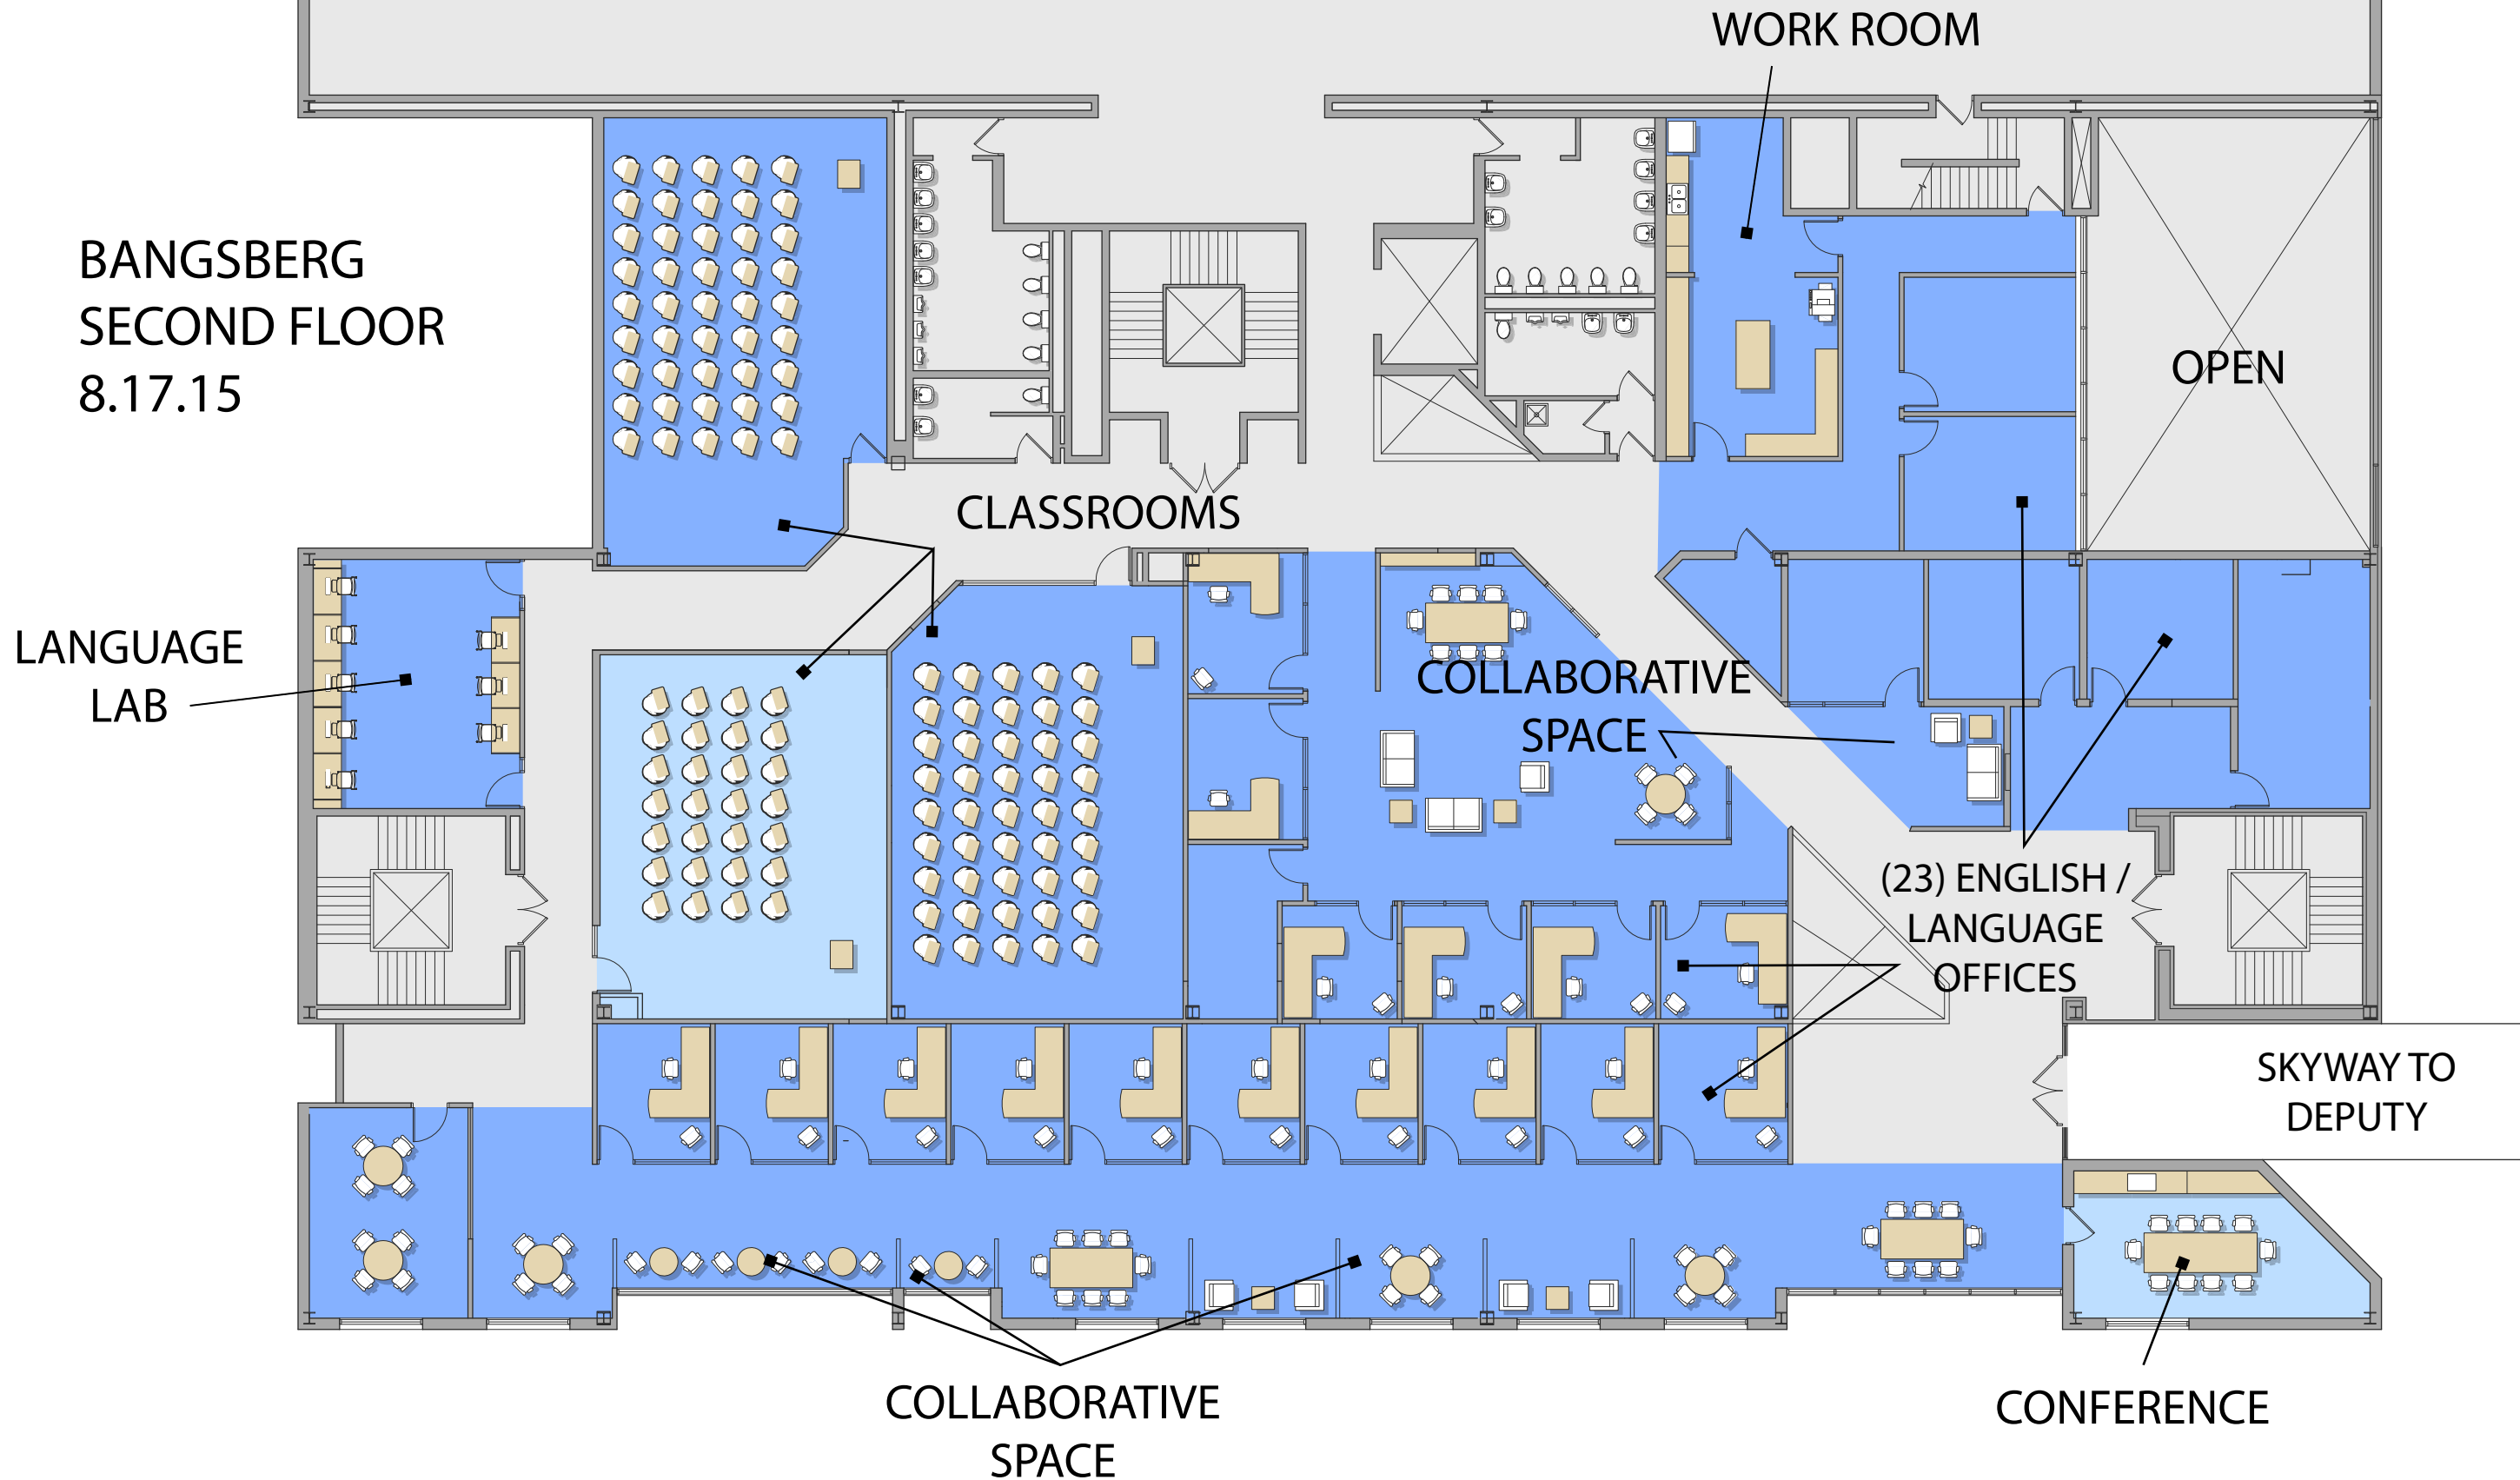 WORK ROOM
BANGSBERG
SECOND FLOOR
8.17.15
OPEN
CLASSROOMS
LANGUAGE
LAB
COLLABORATIVE
SPACE
(23) ENGLISH /
LANGUAGE
OFFICES
SKYWAY TO
DEPUTY
COLLABORATIVE
SPACE
CONFERENCE